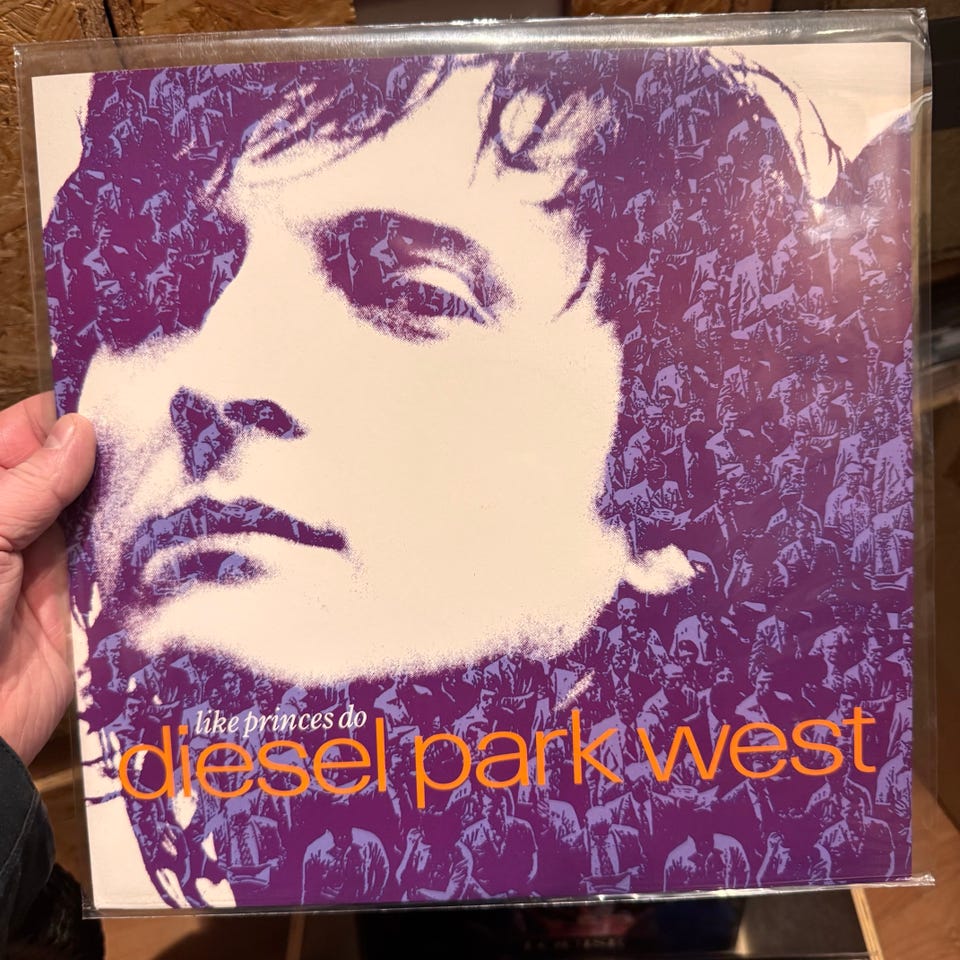 like princes do
diesel park west